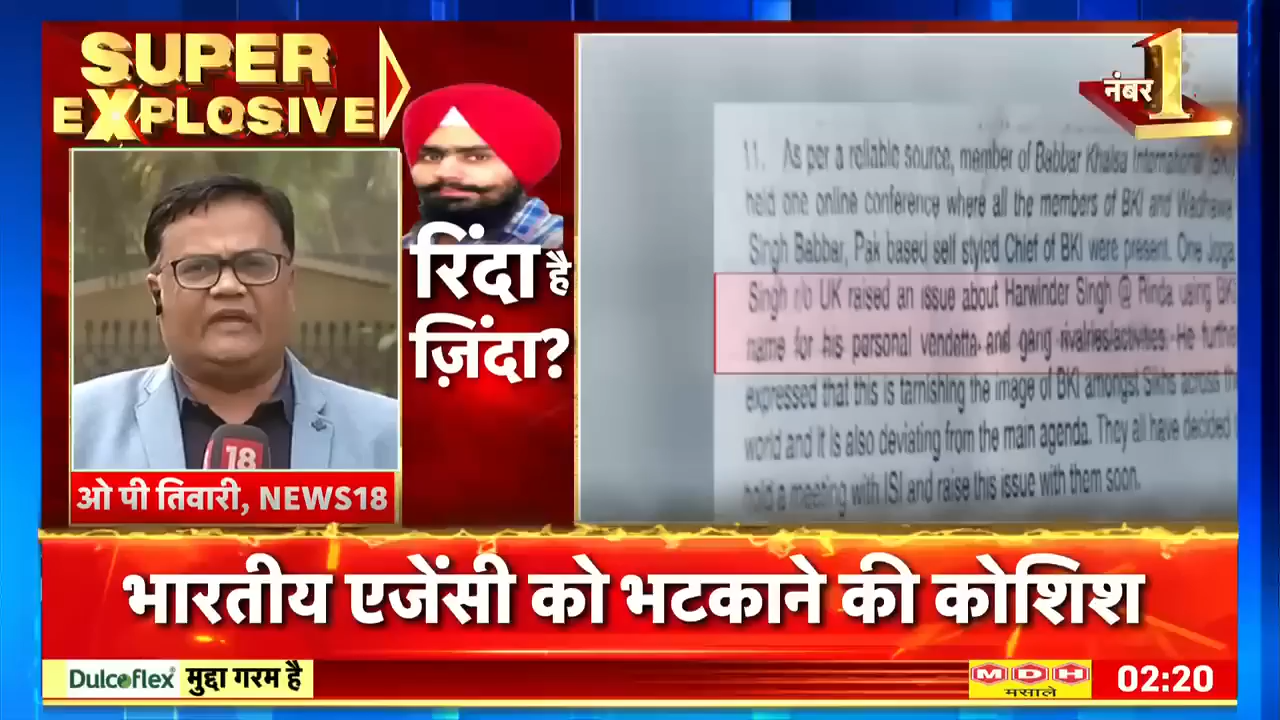 SUPER
EXPLOSIVE
नंबर 1
रिंदा है
ज़िंदा?
11. As per a reliable source, member of Babbar Khalsa International (BKI)
held one online conference where all the members of BKI and Wadhawa
Singh Babbar, Pak based self styled Chief of BKI were present. One Joga
Singh r/o UK raised an issue about Harwinder Singh @ Rinda using BKI
name for his personal vendetta and gang rivalries/activities. He further
expressed that this is tarnishing the image of BKI amongst Sikhs across the
world and it is also deviating from the main agenda. They all have decided
hold a meeting with ISI and raise this issue with them soon.
18
ओ पी तिवारी, NEWS18
भारतीय एजेंसी को भटकाने की कोशिश
Dulcoflex मुद्दा गरम है
MDH
मसाले
02:20